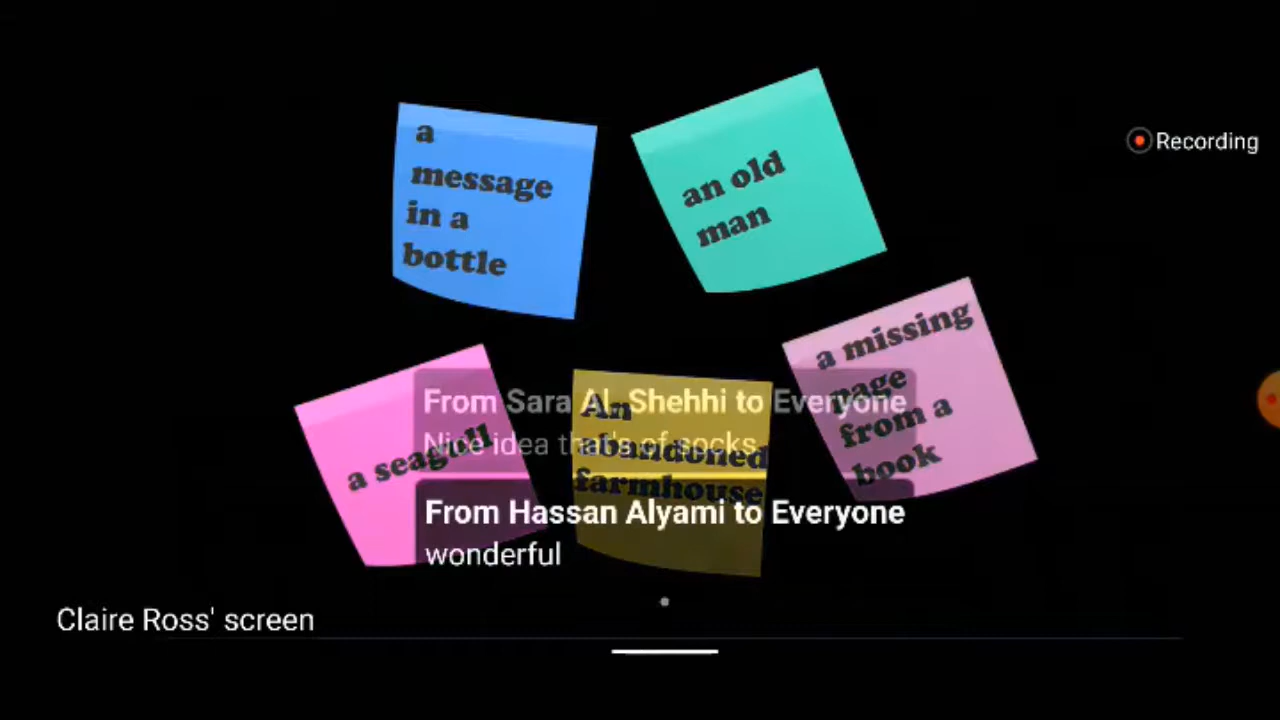 a
message
in a
bottle
an old
man
Recording
a missing
page
from a
book
a seagull
An
abandoned
farmhouse
From Sara AL Shehhi to Everyone
Nice idea that's of socks
From Hassan Alyami to Everyone
wonderful
Claire Ross' screen